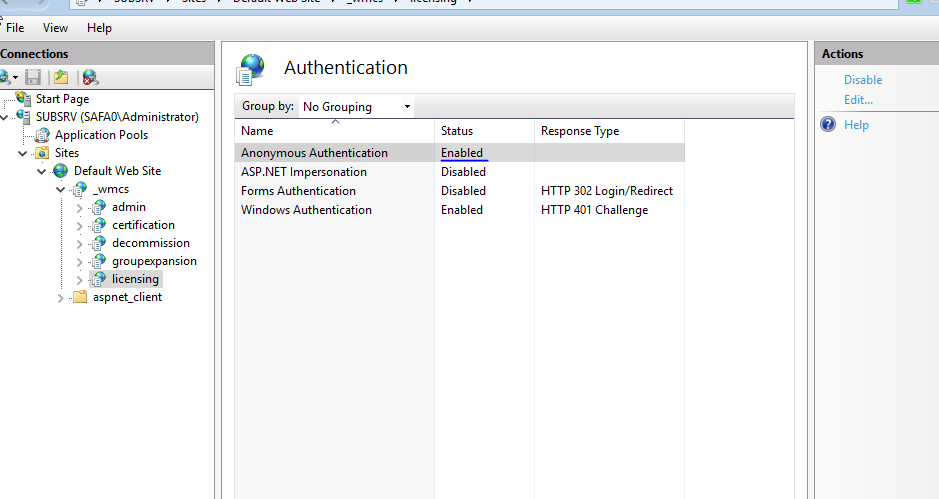 SUBSRV Sites Default Web Site _wmcs licensing
File View Help
Connections
Start Page
SUBSRV (SAFA0\Administrator)
Application Pools
Sites
Default Web Site
_wmcs
admin
certification
decommission
groupexpansion
licensing
aspnet_client
Authentication
Group by: No Grouping
Name Status Response Type
Anonymous Authentication Enabled
ASP.NET Impersonation Disabled
Forms Authentication Disabled HTTP 302 Login/Redirect
Windows Authentication Enabled HTTP 401 Challenge
Actions
Disable
Edit...
Help